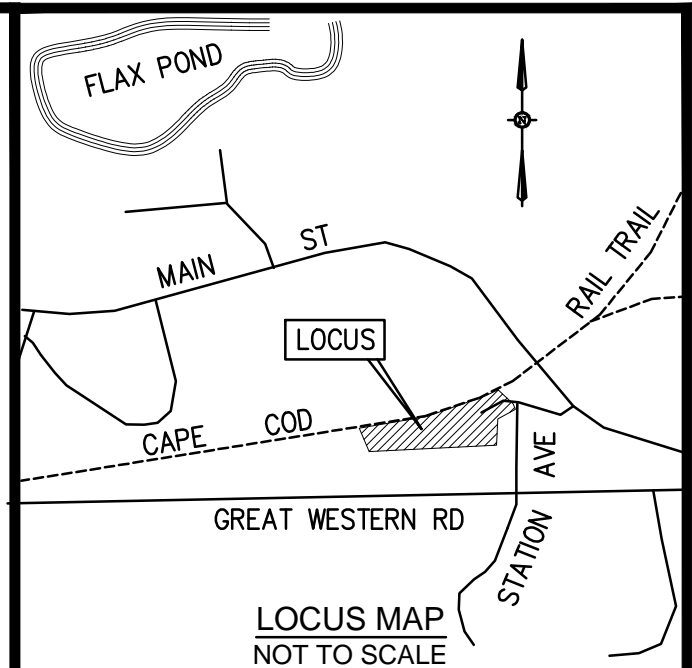 FLAX POND
N
MAIN ST
RAIL TRAIL
LOCUS
CAPE COD
STATION AVE
GREAT WESTERN RD
LOCUS MAP
NOT TO SCALE